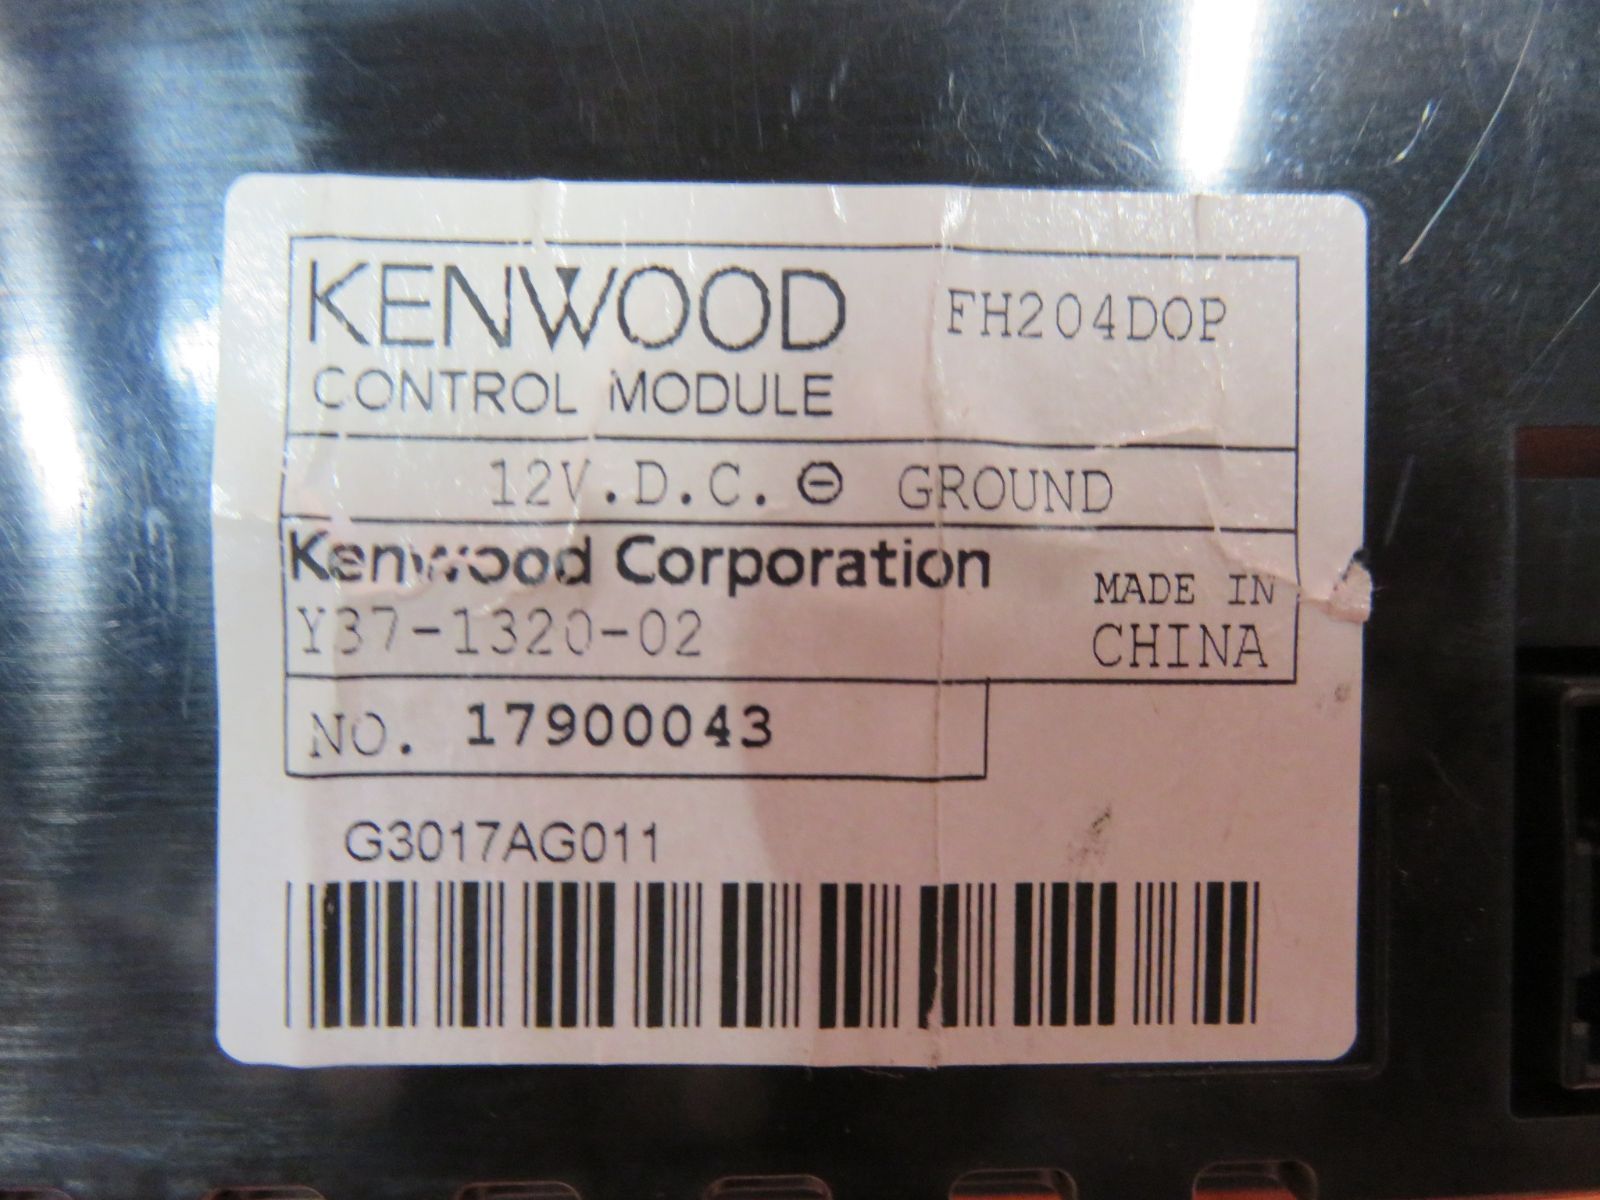 KENWOOD FH204DOP
CONTROL MODULE
12V.D.C. ⊖ GROUND
Kenwood Corporation
MADE IN
Y37-1320-02
CHINA
NO. 17900043
G3017AG011